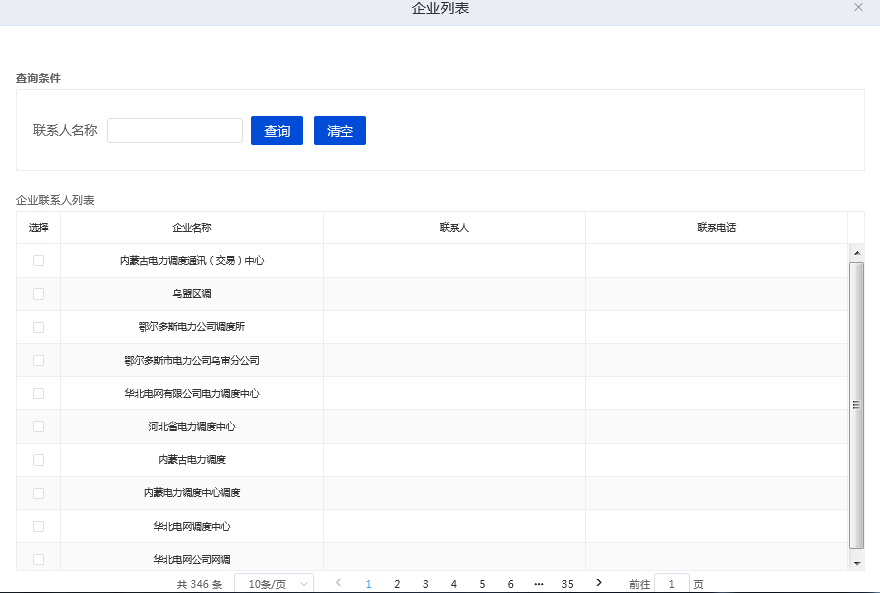 企业列表
查询条件
联系人名称 查询 清空
企业联系人列表
选择 企业名称 联系人 联系电话
内蒙古电力调度通讯（交易）中心
乌盟区调
鄂尔多斯电力公司调度所
鄂尔多斯市电力公司乌审分公司
华北电网有限公司电力调度中心
河北省电力调度中心
内蒙古电力调度
内蒙电力调度中心调度
华北电网调度中心
华北电网公司网调
共 346 条 10条/页 1 2 3 4 5 6 ··· 35 前往 1 页